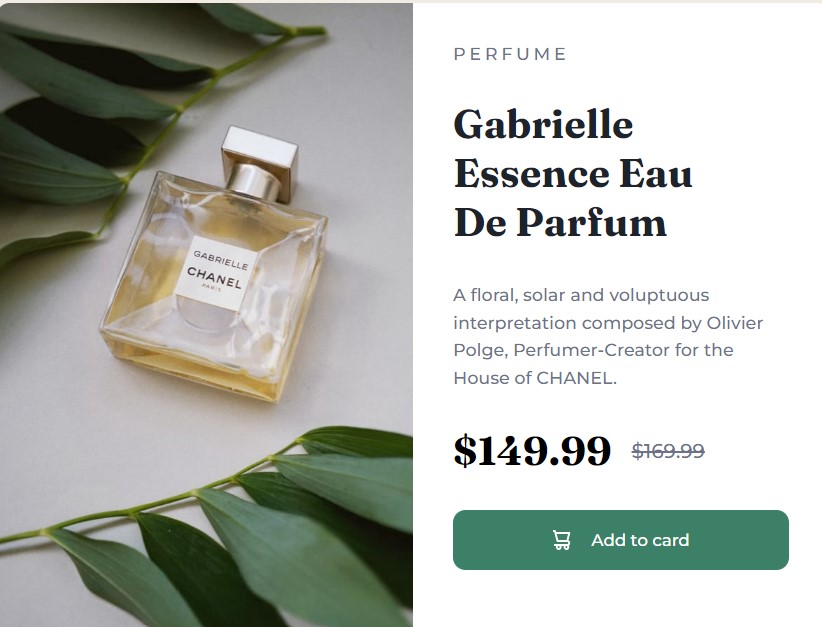 PERFUME
Gabrielle
Essence Eau
De Parfum
A floral, solar and voluptuous
interpretation composed by Olivier
Polge, Perfumer-Creator for the
House of CHANEL.
$149.99 $169.99
Add to card
GABRIELLE
CHANEL
PARIS